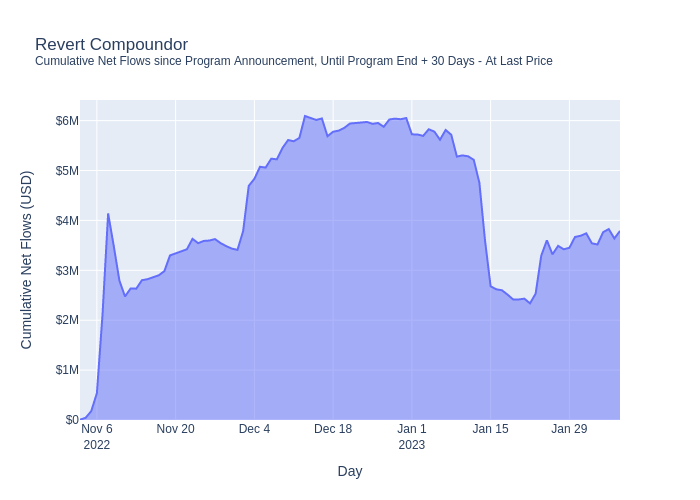 Revert Compoundor
Cumulative Net Flows since Program Announcement, Until Program End + 30 Days - At Last Price
Cumulative Net Flows (USD)
$6M
$5M
$4M
$3M
$2M
$1M
$0
Nov 6
2022
Nov 20
Dec 4
Dec 18
Jan 1
2023
Jan 15
Jan 29
Day